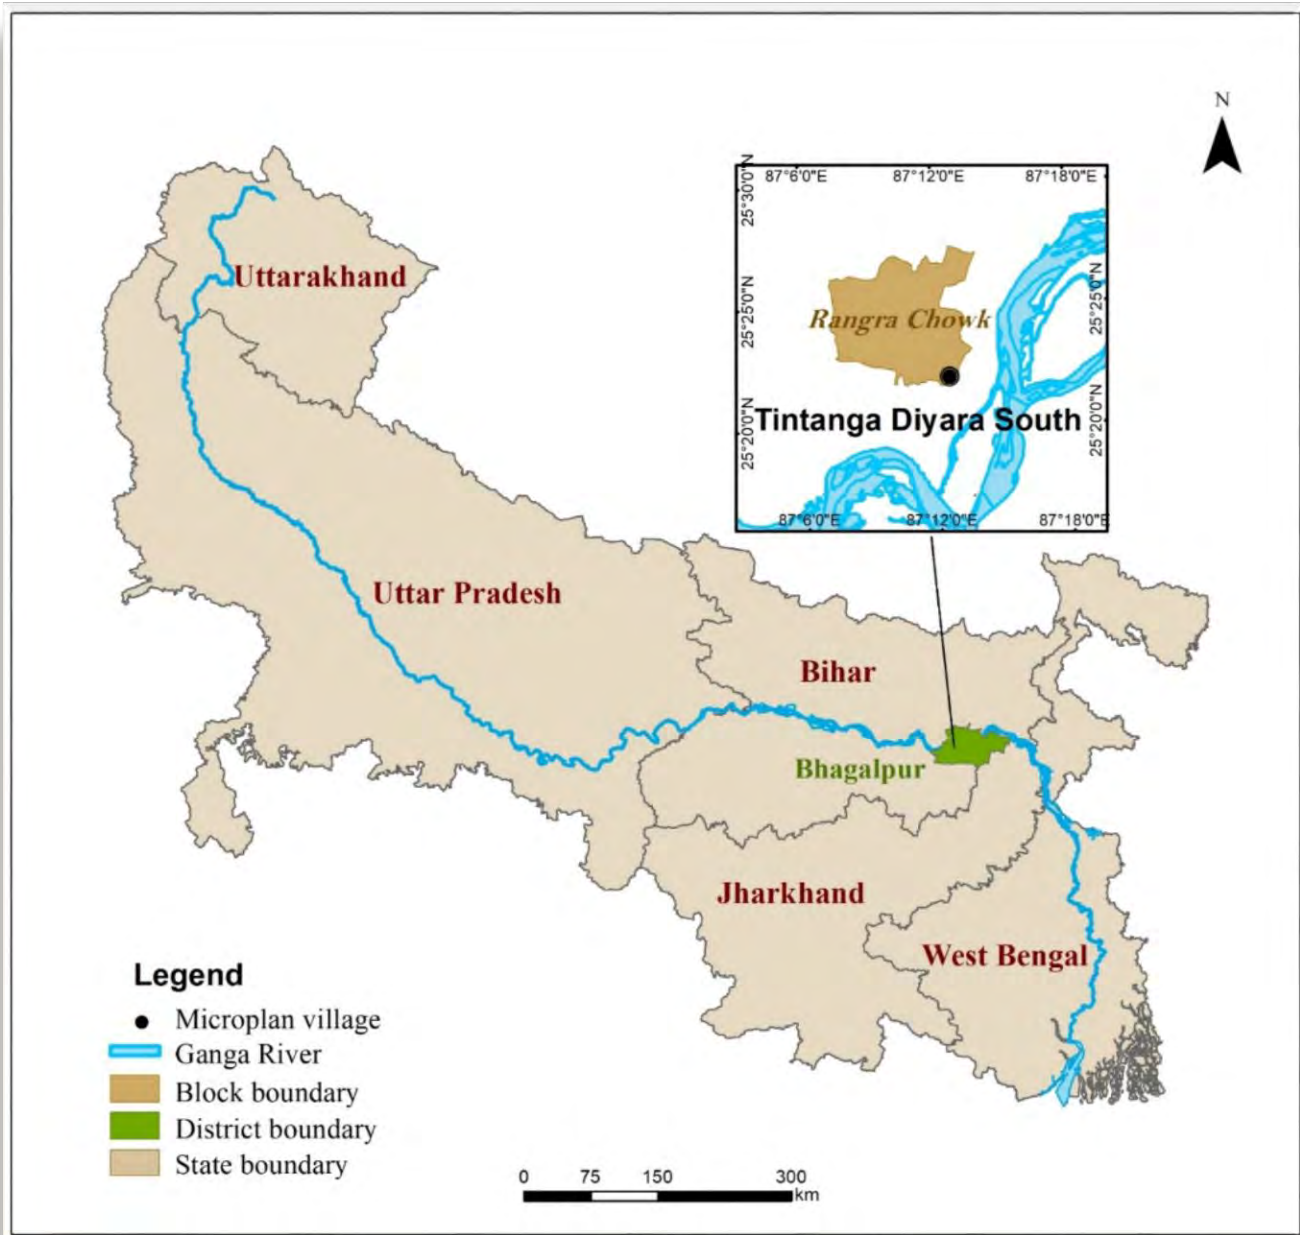 N
87°6'0"E 87°12'0"E 87°18'0"E
25°30'0"N
25°25'0"N
25°20'0"N
25°25'0"N
25°20'0"N
Rangra Chowk
Tintanga Diyara South
87°6'0"E 87°12'0"E 87°18'0"E
Uttarakhand
Uttar Pradesh
Bihar
Bhagalpur
Jharkhand
West Bengal
Legend
Microplan village
Ganga River
Block boundary
District boundary
State boundary
0 75 150 300
km